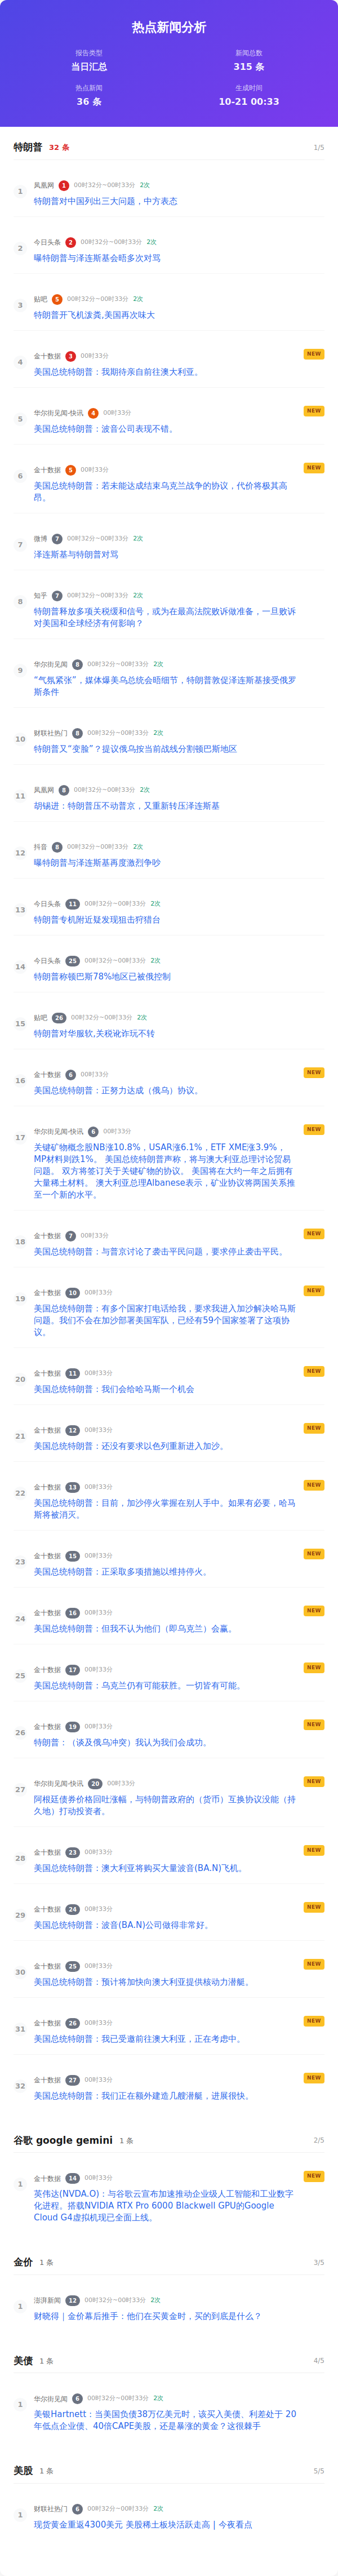 热点新闻分析
报告类型
新闻总数
当日汇总
315 条
热点新闻
生成时间
36 条
10-21 00:33
特朗普 32 条 1/5
1
凤凰网 1 00时32分~00时33分 2次
特朗普对中国列出三大问题，中方表态
2
今日头条 2 00时32分~00时33分 2次
曝特朗普与泽连斯基会晤多次对骂
3
贴吧 5 00时32分~00时33分 2次
特朗普开飞机泼粪,美国再次味大
4
金十数据 3 00时33分 NEW
美国总统特朗普：我期待亲自前往澳大利亚。
5
华尔街见闻-快讯 4 00时33分 NEW
美国总统特朗普：波音公司表现不错。
6
金十数据 5 00时33分 NEW
美国总统特朗普：若未能达成结束乌克兰战争的协议，代价将极其高
昂。
7
微博 7 00时32分~00时33分 2次
泽连斯基与特朗普对骂
8
知乎 7 00时32分~00时33分 2次
特朗普释放多项关税缓和信号，或为在最高法院败诉做准备，一旦败诉
对美国和全球经济有何影响？
9
华尔街见闻 8 00时32分~00时33分 2次
“气氛紧张”，媒体爆美乌总统会晤细节，特朗普敦促泽连斯基接受俄罗
斯条件
10
财联社热门 8 00时32分~00时33分 2次
特朗普又“变脸”？提议俄乌按当前战线分割顿巴斯地区
11
凤凰网 8 00时32分~00时33分 2次
胡锡进：特朗普压不动普京，又重新转压泽连斯基
12
抖音 8 00时32分~00时33分 2次
曝特朗普与泽连斯基再度激烈争吵
13
今日头条 11 00时32分~00时33分 2次
特朗普专机附近疑发现狙击狩猎台
14
今日头条 25 00时32分~00时33分 2次
特朗普称顿巴斯78%地区已被俄控制
15
贴吧 26 00时32分~00时33分 2次
特朗普对华服软,关税讹诈玩不转
16
金十数据 6 00时33分 NEW
美国总统特朗普：正努力达成（俄乌）协议。
17
华尔街见闻-快讯 6 00时33分 NEW
关键矿物概念股NB涨10.8%，USAR涨6.1%，ETF XME涨3.9%，
MP材料则跌1%。 美国总统特朗普声称，将与澳大利亚总理讨论贸易
问题。 双方将签订关于关键矿物的协议。 美国将在大约一年之后拥有
大量稀土材料。 澳大利亚总理Albanese表示，矿业协议将两国关系推
至一个新的水平。
18
金十数据 7 00时33分 NEW
美国总统特朗普：与普京讨论了袭击平民问题，要求停止袭击平民。
19
金十数据 10 00时33分 NEW
美国总统特朗普：有多个国家打电话给我，要求我进入加沙解决哈马斯
问题。我们不会在加沙部署美国军队，已经有59个国家签署了这项协
议。
20
金十数据 11 00时33分 NEW
美国总统特朗普：我们会给哈马斯一个机会
21
金十数据 12 00时33分 NEW
美国总统特朗普：还没有要求以色列重新进入加沙。
22
金十数据 13 00时33分 NEW
美国总统特朗普：目前，加沙停火掌握在别人手中。如果有必要，哈马
斯将被消灭。
23
金十数据 15 00时33分 NEW
美国总统特朗普：正采取多项措施以维持停火。
24
金十数据 16 00时33分 NEW
美国总统特朗普：但我不认为他们（即乌克兰）会赢。
25
金十数据 17 00时33分 NEW
美国总统特朗普：乌克兰仍有可能获胜。一切皆有可能。
26
金十数据 19 00时33分 NEW
特朗普：（谈及俄乌冲突）我认为我们会成功。
27
华尔街见闻-快讯 20 00时33分 NEW
阿根廷债券价格回吐涨幅，与特朗普政府的（货币）互换协议没能（持
久地）打动投资者。
28
金十数据 23 00时33分 NEW
美国总统特朗普：澳大利亚将购买大量波音(BA.N)飞机。
29
金十数据 24 00时33分 NEW
美国总统特朗普：波音(BA.N)公司做得非常好。
30
金十数据 25 00时33分 NEW
美国总统特朗普：预计将加快向澳大利亚提供核动力潜艇。
31
金十数据 26 00时33分 NEW
美国总统特朗普：我已受邀前往澳大利亚，正在考虑中。
32
金十数据 27 00时33分 NEW
美国总统特朗普：我们正在额外建造几艘潜艇，进展很快。
谷歌 google gemini 1 条 2/5
1
金十数据 14 00时33分 NEW
英伟达(NVDA.O)：与谷歌云宣布加速推动企业级人工智能和工业数字
化进程。搭载NVIDIA RTX Pro 6000 Blackwell GPU的Google
Cloud G4虚拟机现已全面上线。
金价 1 条 3/5
1
澎湃新闻 12 00时32分~00时33分 2次
财晓得｜金价幕后推手：他们在买黄金时，买的到底是什么？
美债 1 条 4/5
1
华尔街见闻 6 00时32分~00时33分 2次
美银Hartnett：当美国负债38万亿美元时，该买入美债、利差处于 20
年低点企业债、40倍CAPE美股，还是暴涨的黄金？这很棘手
美股 1 条 5/5
1
财联社热门 6 00时32分~00时33分 2次
现货黄金重返4300美元 美股稀土板块活跃走高 | 今夜看点